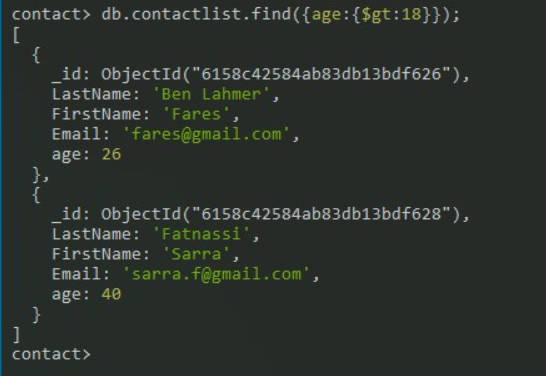 contact> db.contactlist.find({age:{$gt:18}});
[
  {
    _id: ObjectId("6158c42584ab83db13bdf626"),
    LastName: 'Ben Lahmer',
    FirstName: 'Fares',
    Email: 'fares@gmail.com',
    age: 26
  },
  {
    _id: ObjectId("6158c42584ab83db13bdf628"),
    LastName: 'Fatnassi',
    FirstName: 'Sarra',
    Email: 'sarra.f@gmail.com',
    age: 40
  }
]
contact>